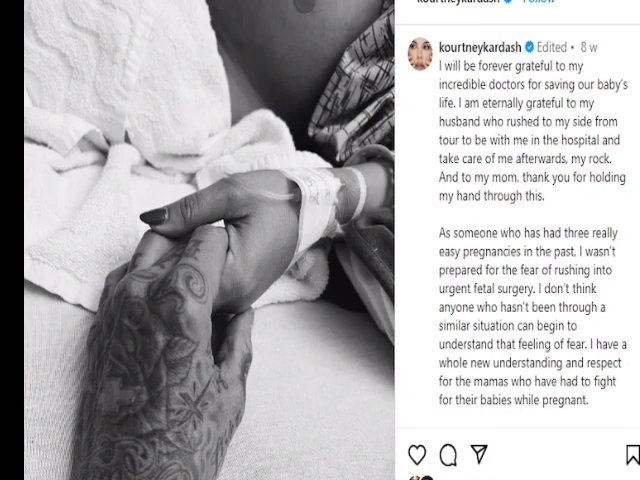 kourtneykardash Follow
kourtneykardash Edited • 8 w
I will be forever grateful to my
incredible doctors for saving our baby's
life. I am eternally grateful to my
husband who rushed to my side from
tour to be with me in the hospital and
take care of me afterwards, my rock.
And to my mom, thank you for holding
my hand through this.
As someone who has had three really
easy pregnancies in the past, I wasn't
prepared for the fear of rushing into
urgent fetal surgery. I don't think
anyone who hasn't been through a
similar situation can begin to
understand that feeling of fear. I have a
whole new understanding and respect
for the mamas who have had to fight
for their babies while pregnant.